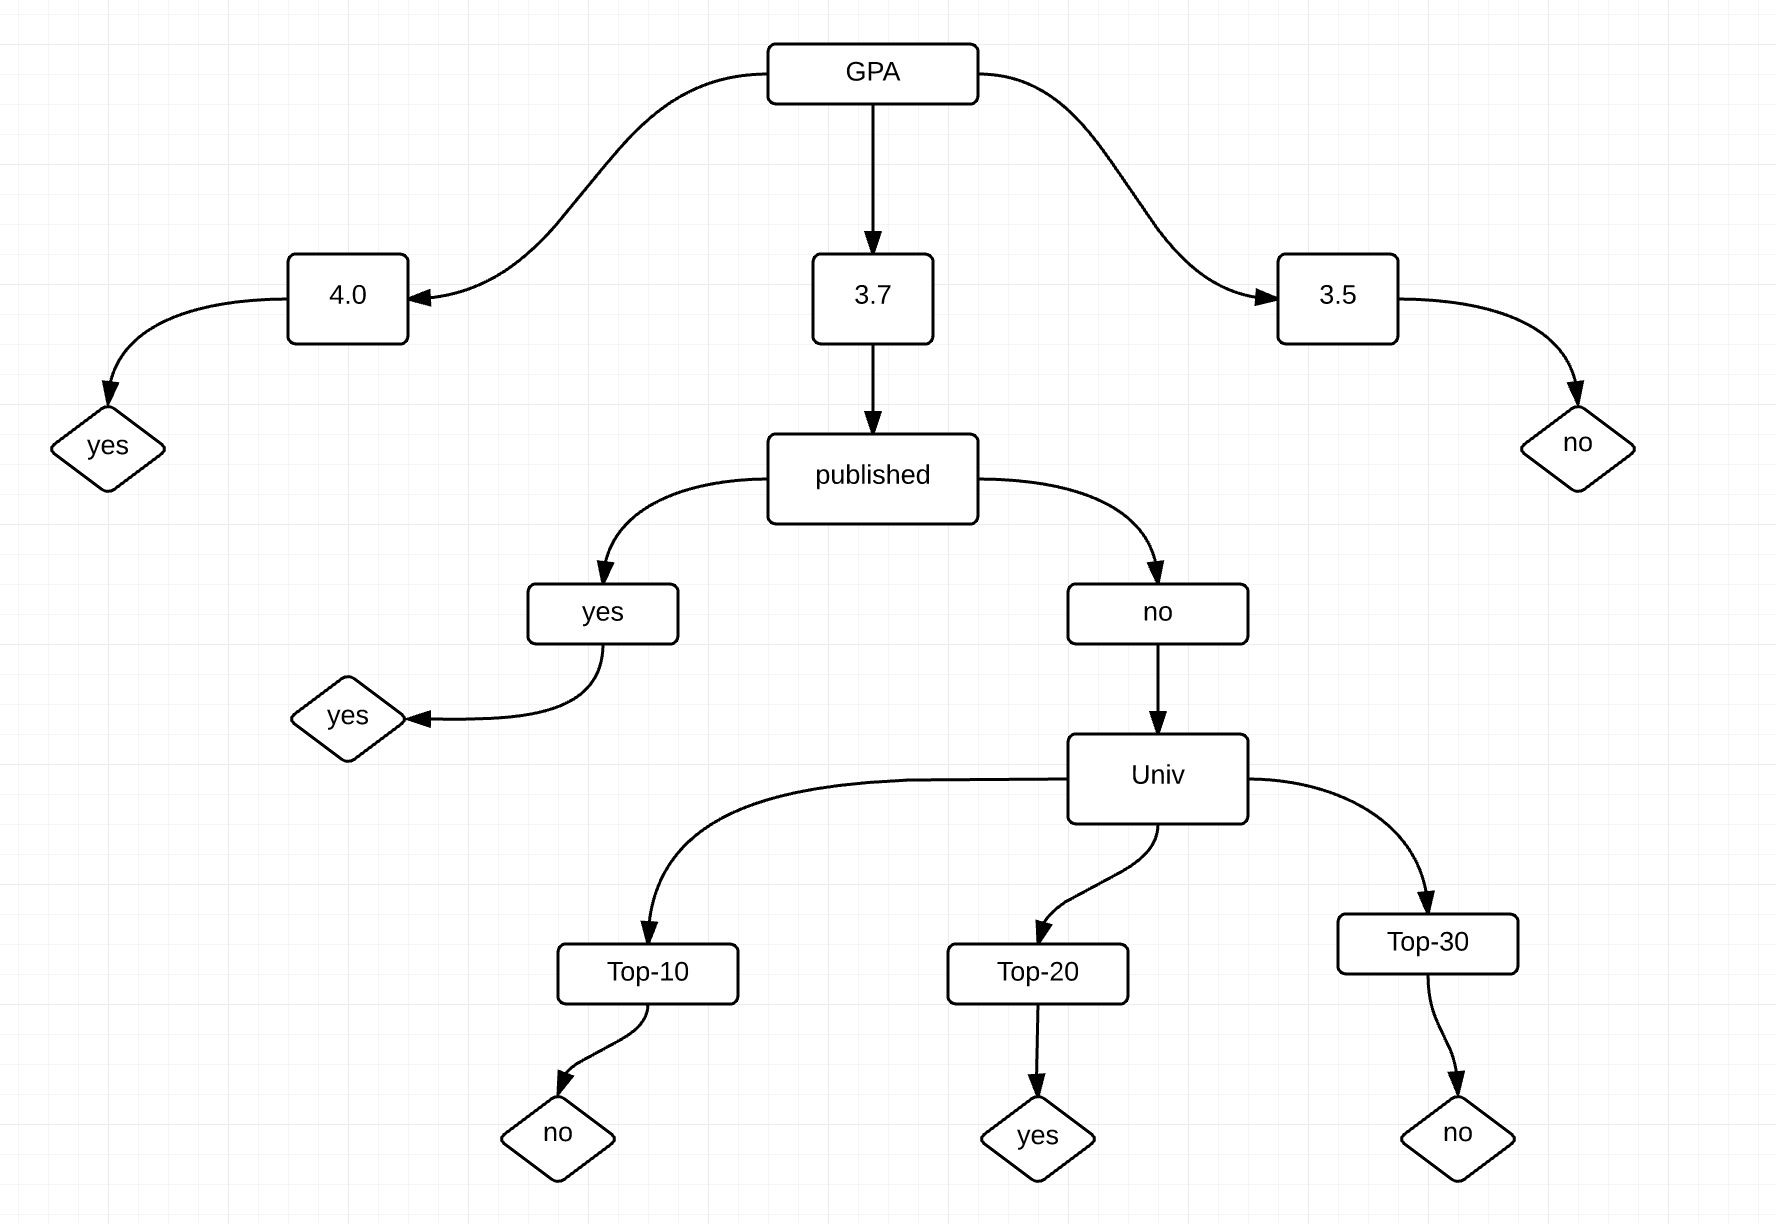 GPA
4.0
3.7
3.5
yes
no
published
yes
no
yes
Univ
Top-10
Top-20
Top-30
no
yes
no